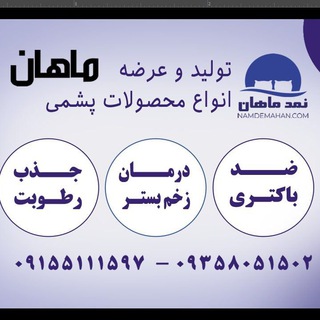 تولید و عرضه
ماهان
انواع محصولات پشمی
نمد ماهان
NAMDEMAHAN.COM
ضد
باکتری
درمان
زخم بستر
جذب
رطوبت
۰۹۱۵۵۱۱۱۵۹۷ – ۰۹۳۵۸۰۵۱۵۰۲